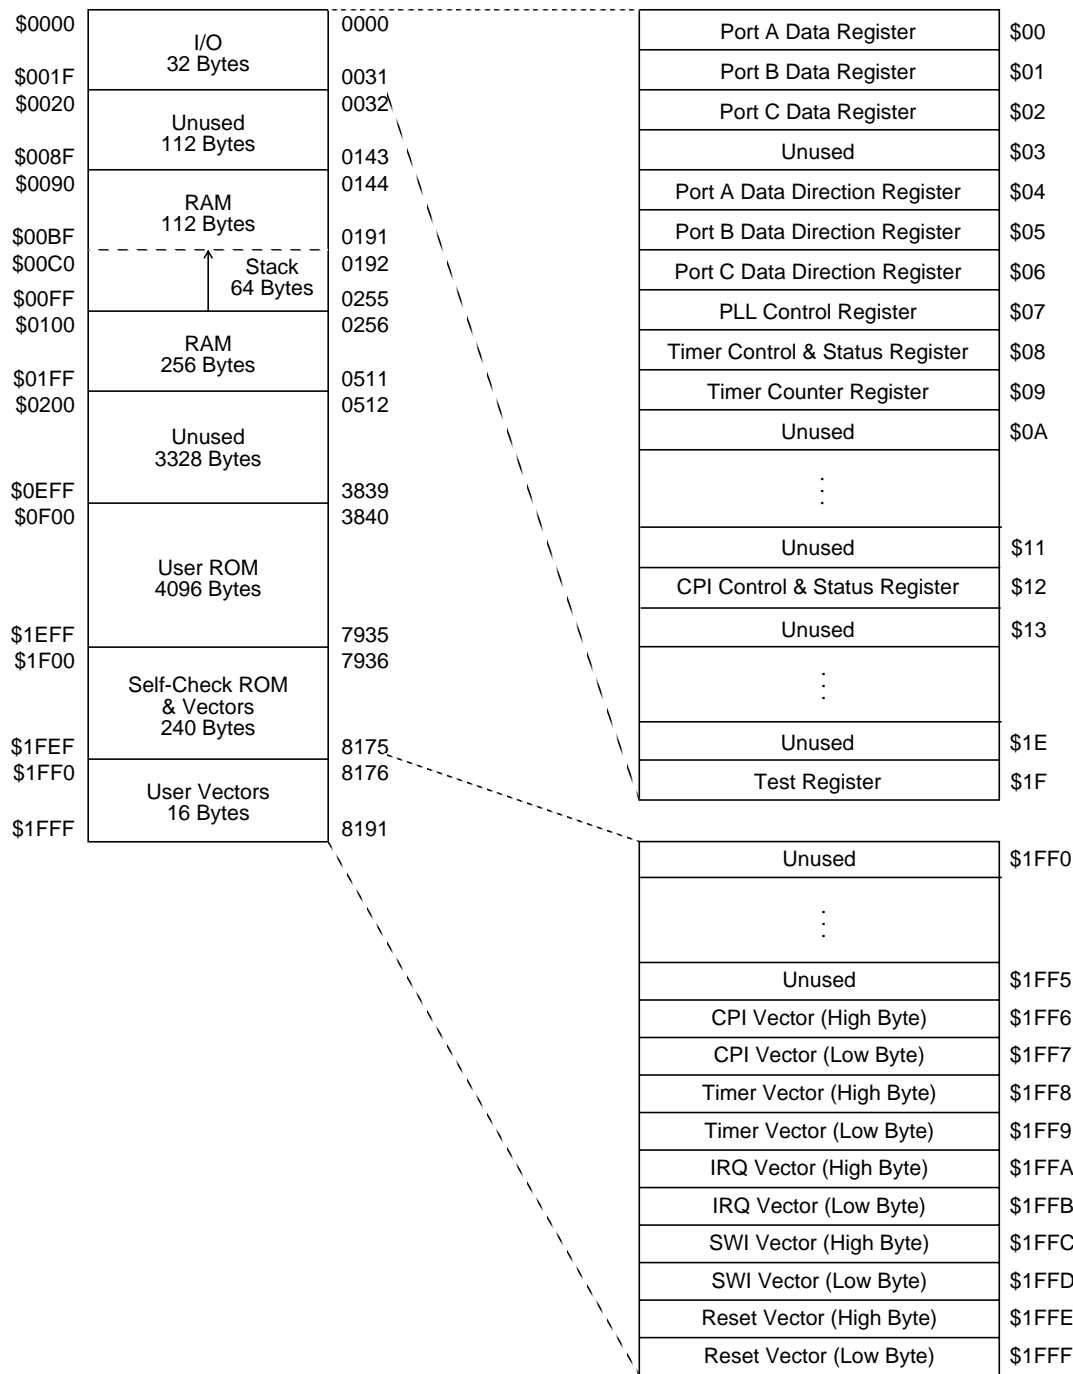 $0000
I/O
32 Bytes
0000
$001F
0031
$0020
Unused
112 Bytes
0032
$008F
0143
$0090
RAM
112 Bytes
0144
$00BF
0191
$00C0
Stack
64 Bytes
0192
$00FF
0255
$0100
RAM
256 Bytes
0256
$01FF
0511
$0200
Unused
3328 Bytes
0512
$0EFF
3839
$0F00
User ROM
4096 Bytes
3840
$1EFF
7935
$1F00
Self-Check ROM
& Vectors
240 Bytes
7936
$1FEF
8175
$1FF0
User Vectors
16 Bytes
8176
$1FFF
8191
Port A Data Register $00
Port B Data Register $01
Port C Data Register $02
Unused $03
Port A Data Direction Register $04
Port B Data Direction Register $05
Port C Data Direction Register $06
PLL Control Register $07
Timer Control & Status Register $08
Timer Counter Register $09
Unused $0A
⋮
Unused $11
CPI Control & Status Register $12
Unused $13
⋮
Unused $1E
Test Register $1F
Unused $1FF0
⋮
Unused $1FF5
CPI Vector (High Byte) $1FF6
CPI Vector (Low Byte) $1FF7
Timer Vector (High Byte) $1FF8
Timer Vector (Low Byte) $1FF9
IRQ Vector (High Byte) $1FFA
IRQ Vector (Low Byte) $1FFB
SWI Vector (High Byte) $1FFC
SWI Vector (Low Byte) $1FFD
Reset Vector (High Byte) $1FFE
Reset Vector (Low Byte) $1FFF